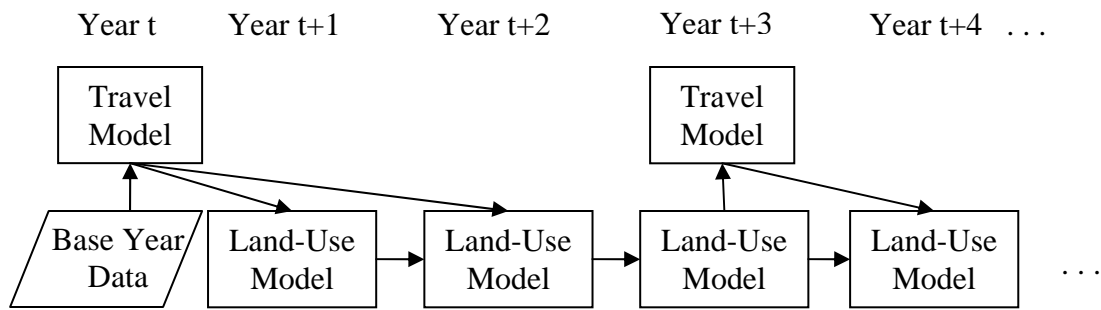 Year t Year t+1 Year t+2 Year t+3 Year t+4 . . .
Travel
Model
Travel
Model
Base Year
Data
Land-Use
Model
Land-Use
Model
Land-Use
Model
Land-Use
Model
. . .